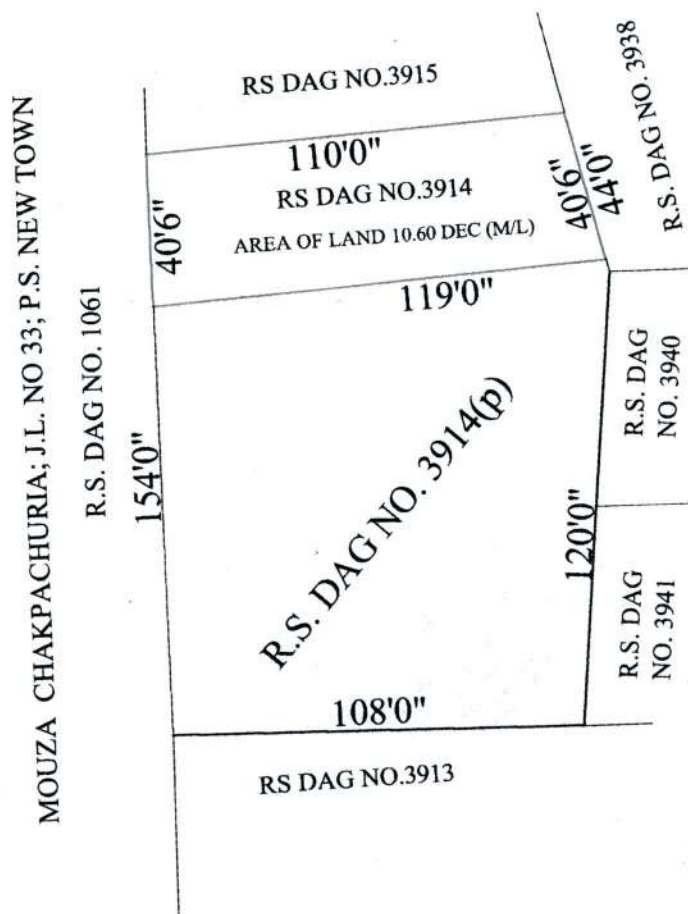 MOUZA CHAKPACHURIA; J.L. NO 33; P.S. NEW TOWN
R.S. DAG NO. 1061
RS DAG NO.3915
R.S. DAG NO. 3938
110'0"
RS DAG NO.3914
AREA OF LAND 10.60 DEC (M/L)
40'6"
40'6"
44'0"
119'0"
154'0"
R.S. DAG NO. 3914(p)
120'0"
R.S. DAG
NO. 3940
R.S. DAG
NO. 3941
108'0"
RS DAG NO.3913